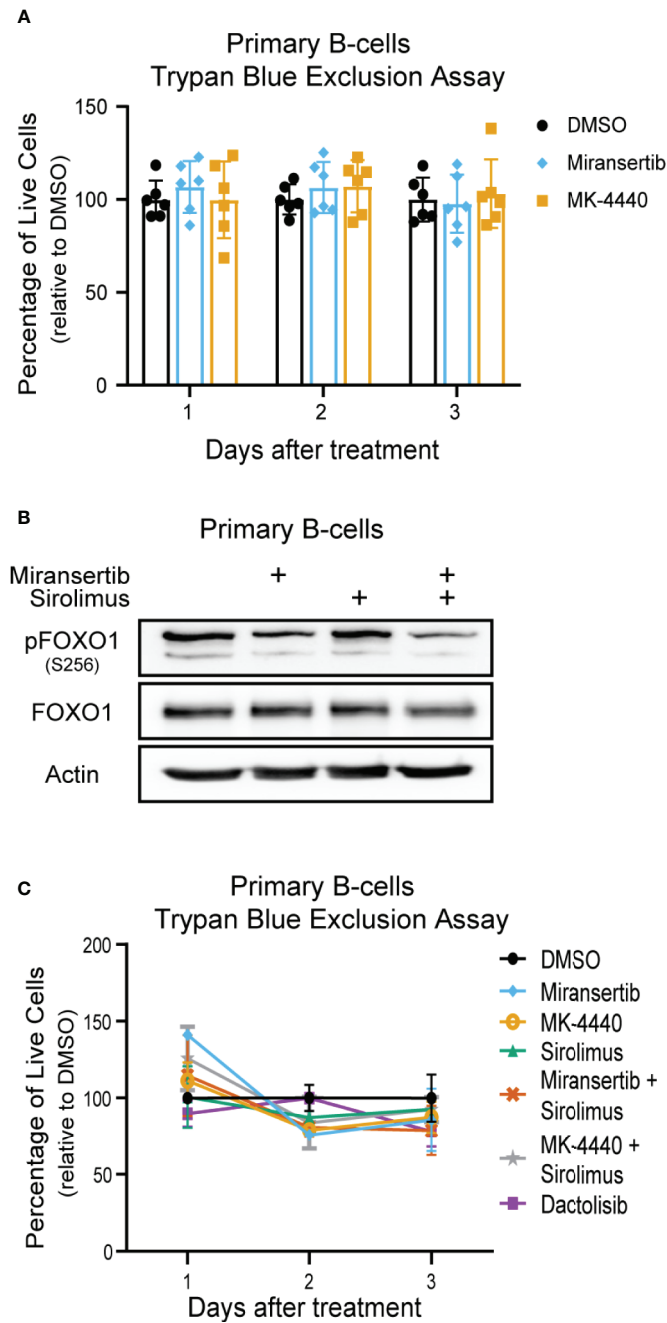 A
Primary B-cells
Trypan Blue Exclusion Assay
Percentage of Live Cells
(relative to DMSO)
150
100
50
0
1
2
3
Days after treatment
DMSO
Miransertib
MK-4440
B
Primary B-cells
Miransertib + +
Sirolimus + +
pFOXO1
(S256)
FOXO1
Actin
C
Primary B-cells
Trypan Blue Exclusion Assay
Percentage of Live Cells
(relative to DMSO)
200
150
100
50
0
1
2
3
Days after treatment
DMSO
Miransertib
MK-4440
Sirolimus
Miransertib +
Sirolimus
MK-4440 +
Sirolimus
Dactolisib